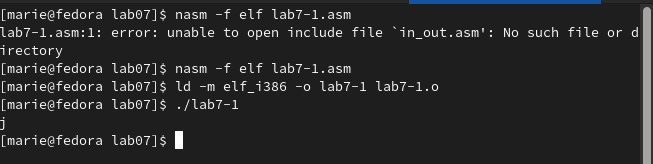 [marie@fedora lab07]$ nasm -f elf lab7-1.asm
lab7-1.asm:1: error: unable to open include file `in_out.asm': No such file or d
irectory
[marie@fedora lab07]$ nasm -f elf lab7-1.asm
[marie@fedora lab07]$ ld -m elf_i386 -o lab7-1 lab7-1.o
[marie@fedora lab07]$ ./lab7-1
j
[marie@fedora lab07]$